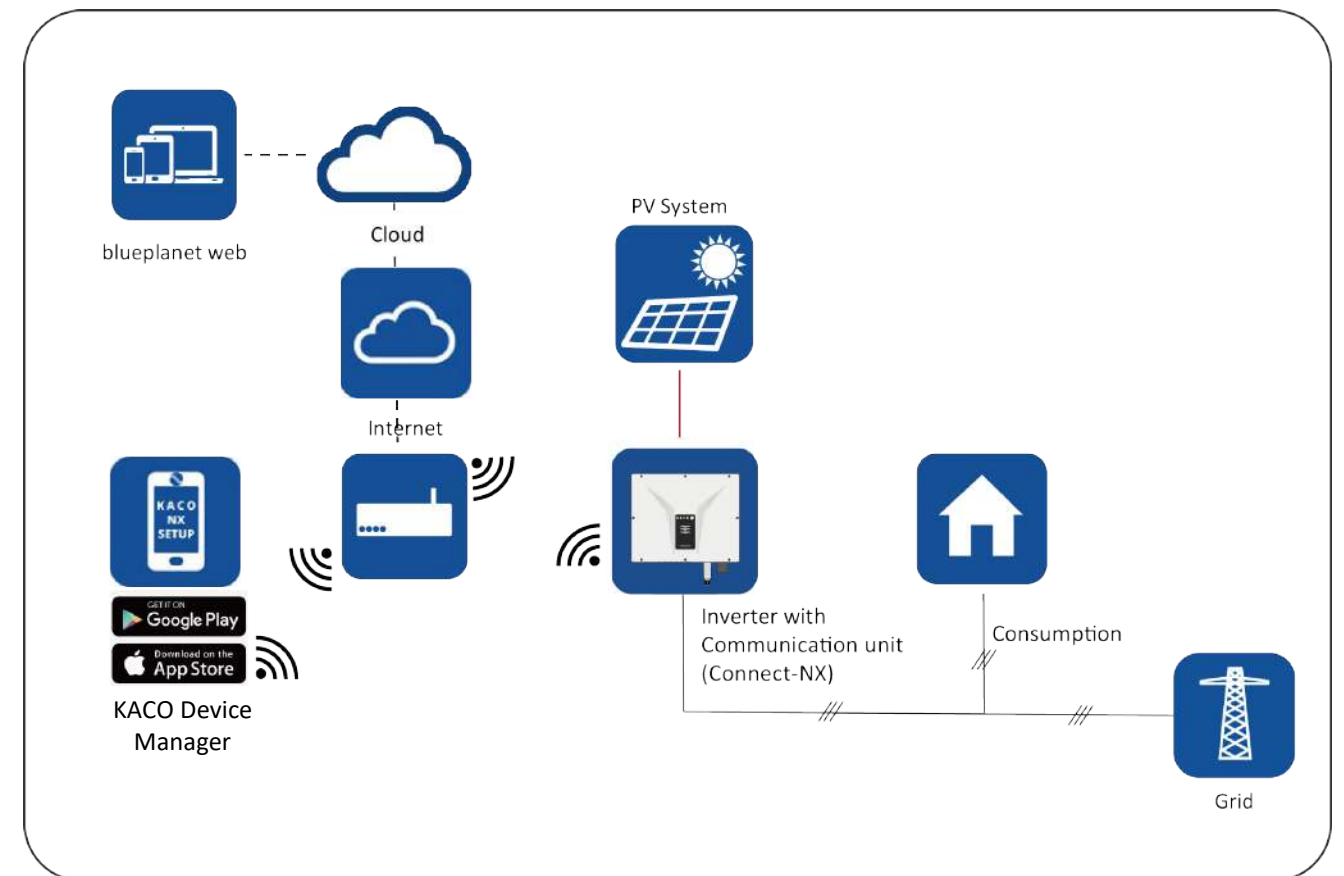 blueplanet web
Cloud
PV System
Internet
KACO
NX
SETUP
GET IT ON
Google Play
Download on the
App Store
KACO Device
Manager
Inverter with
Communication unit
(Connect-NX)
Consumption
Grid